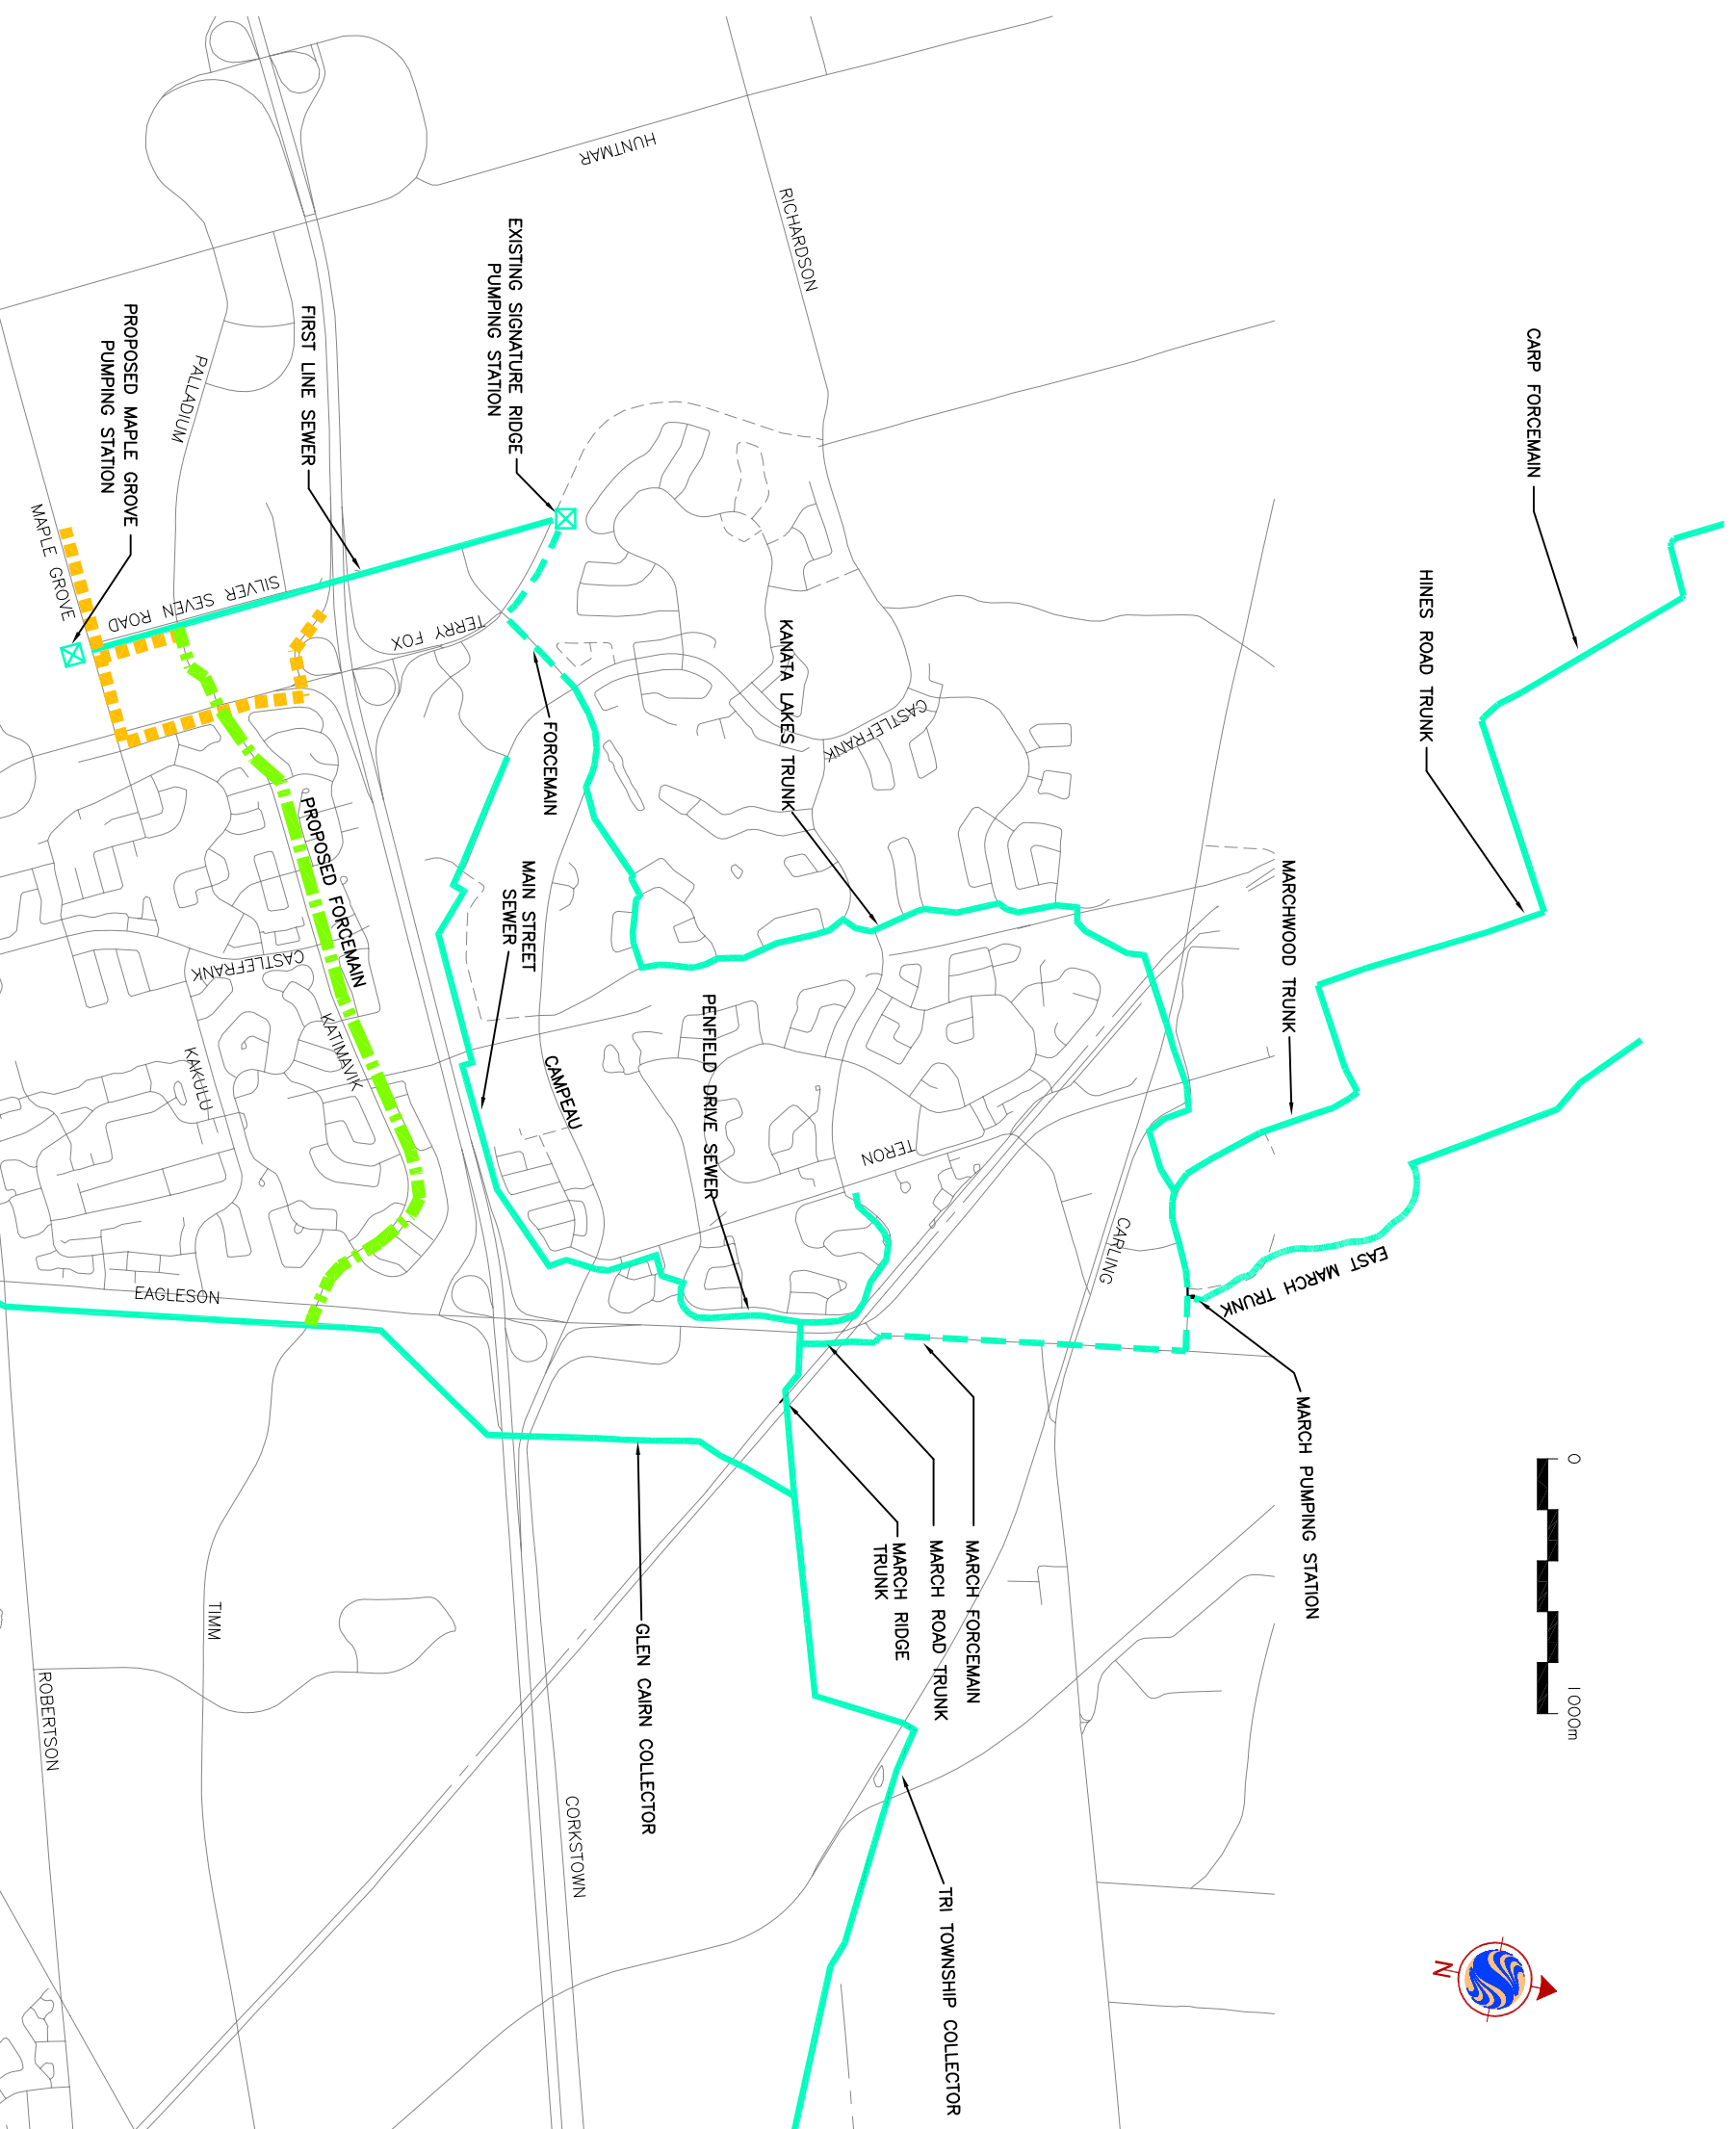 CARP FORCEMAIN
HINES ROAD TRUNK
MARCHWOOD TRUNK
EAST MARCH TRUNK
MARCH PUMPING STATION
0
1000m
N
HUNTMAR
RICHARDSON
EXISTING SIGNATURE RIDGE
PUMPING STATION
FIRST LINE SEWER
PALLADIUM
PROPOSED MAPLE GROVE
PUMPING STATION
MAPLE GROVE
SILVER SEVEN ROAD
TERRY FOX
KANATA LAKES TRUNK
CASTLEFRANK
FORCEMAIN
MAIN STREET
SEWER
PROPOSED FORCEMAIN
CASTLEFRANK
KATIMAVIK
KAKULU
CAMPEAU
PENFIELD DRIVE SEWER
TERON
CARLING
EAGLESON
MARCH FORCEMAIN
MARCH ROAD TRUNK
MARCH RIDGE
TRUNK
GLEN CAIRN COLLECTOR
TIMM
ROBERTSON
CORKSTOWN
TRI TOWNSHIP COLLECTOR